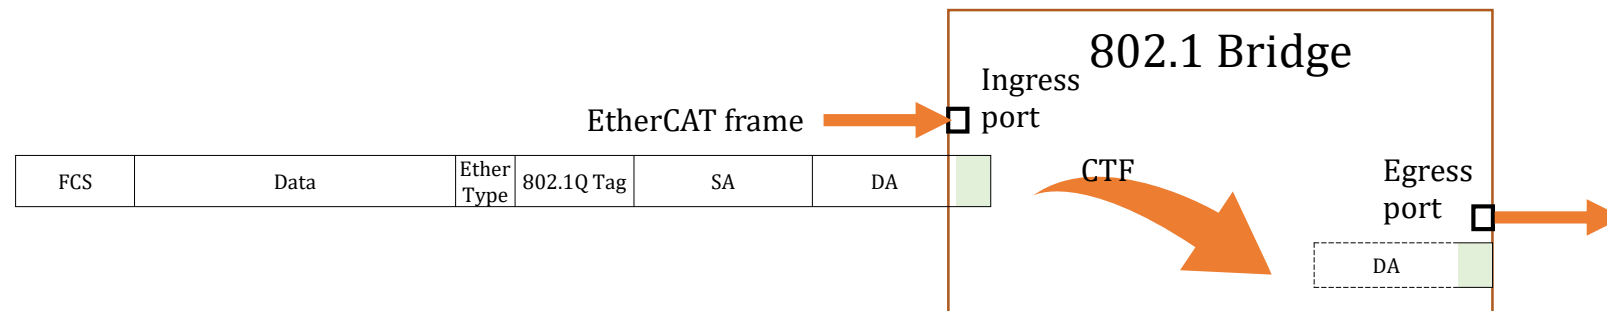 802.1 Bridge
Ingress
port
EtherCAT frame
FCS
Data
Ether
Type
802.1Q Tag
SA
DA
CTF
Egress
port
DA